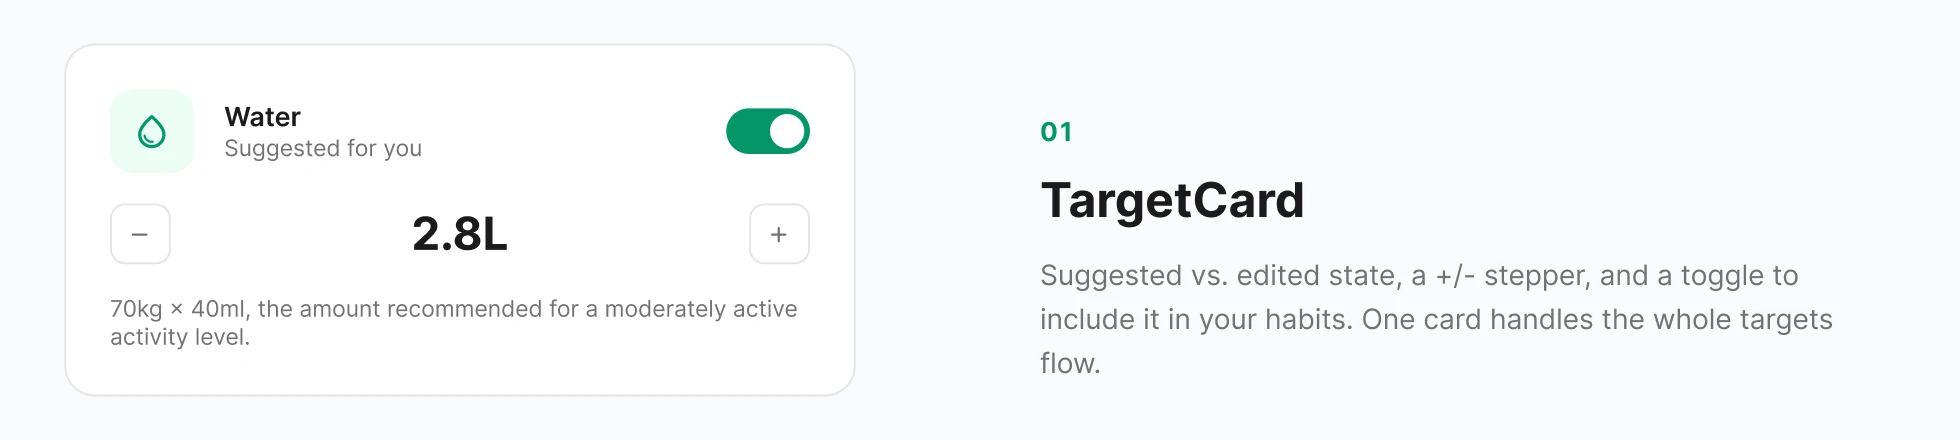 Water
Suggested for you
−
2.8L
+
70kg × 40ml, the amount recommended for a moderately active
activity level.
01
TargetCard
Suggested vs. edited state, a +/- stepper, and a toggle to
include it in your habits. One card handles the whole targets
flow.